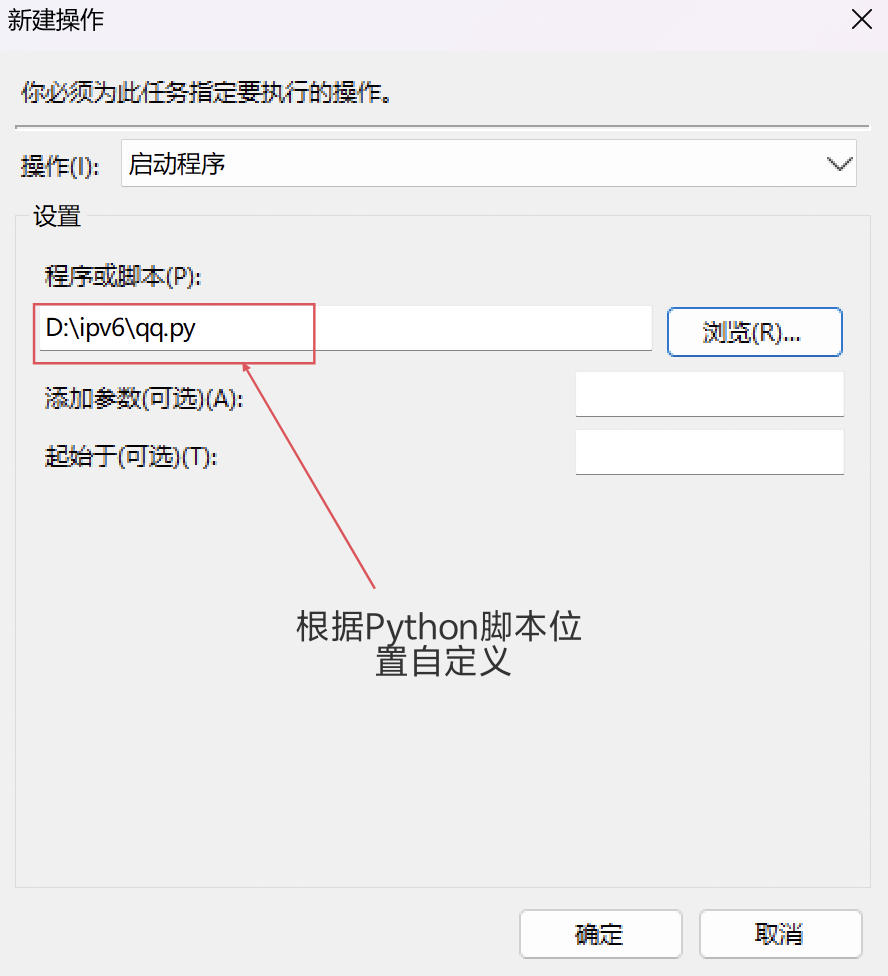 新建操作
你必须为此任务指定要执行的操作。
操作(I):
启动程序
设置
程序或脚本(P):
D:\ipv6\qq.py
浏览(R)...
添加参数(可选)(A):
起始于(可选)(T):
根据Python脚本位
置自定义
确定
取消